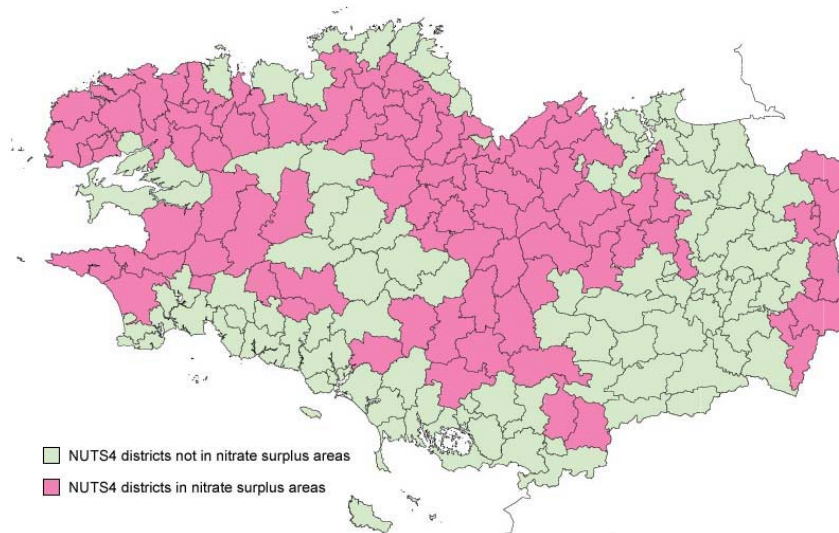 NUTS4 districts not in nitrate surplus areas
NUTS4 districts in nitrate surplus areas